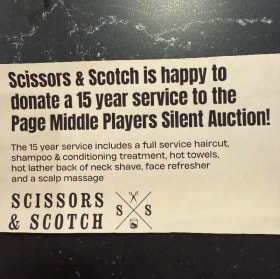 Scissors & Scotch is happy to
donate a 15 year service to the
Page Middle Players Silent Auction!
The 15 year service includes a full service haircut,
shampoo & conditioning treatment, hot towels,
hot lather back of neck shave, face refresher
and a scalp massage
SCISSORS
& SCOTCH
S S